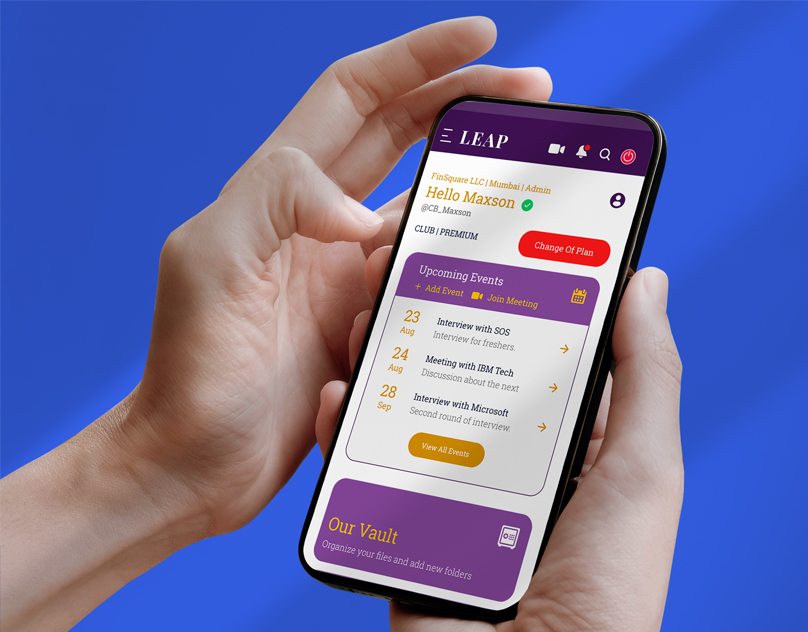 LEAP
FinSquare LLC | Mumbai | Admin
Hello Maxson
@CB_Maxson
CLUB | PREMIUM
Change Of Plan
Upcoming Events
+ Add Event Join Meeting
23 Aug
Interview with SOS
Interview for freshers.
24 Aug
Meeting with IBM Tech
Discussion about the next
28 Sep
Interview with Microsoft
Second round of interview.
View All Events
Our Vault
Organize your files and add new folders